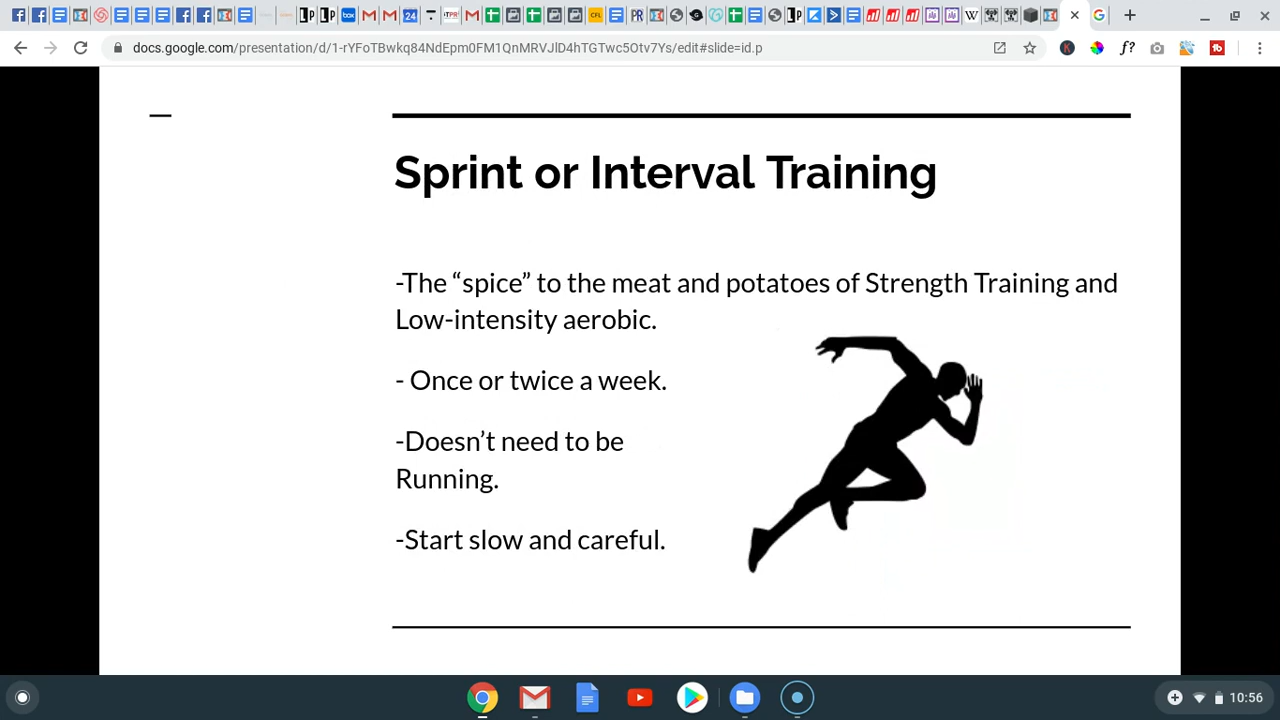 docs.google.com/presentation/d/1-rYFoTBwkq84NdEpm0FM1QnMRVJlD4hTGTwc5Otv7Ys/edit#slide=id.p
Sprint or Interval Training
-The “spice” to the meat and potatoes of Strength Training and
Low-intensity aerobic.
- Once or twice a week.
-Doesn’t need to be
Running.
-Start slow and careful.
10:56